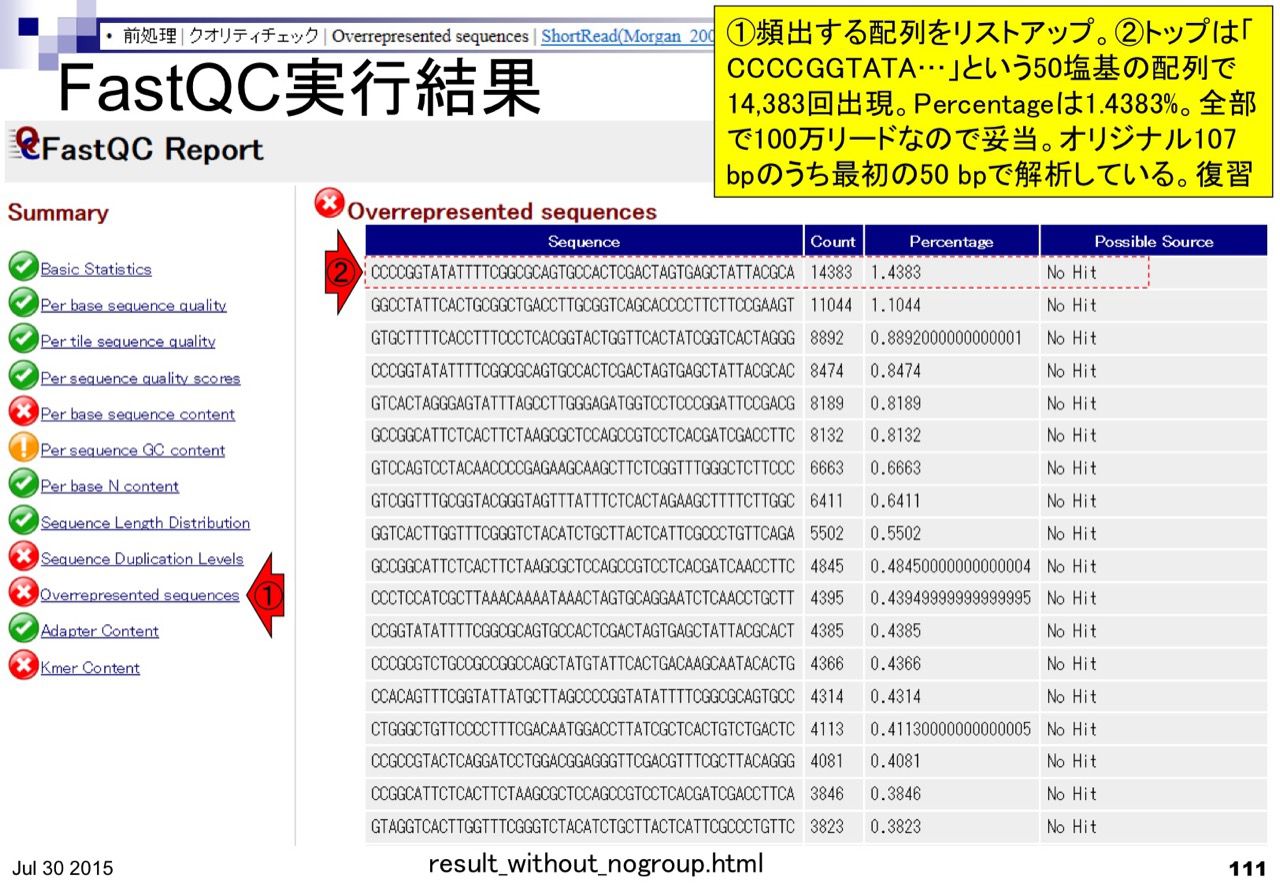 ・ 前処理 | クオリティチェック | Overrepresented sequences | ShortRead(Morgan_200
FastQC実行結果
①頻出する配列をリストアップ。②トップは「
CCCCGGTATA…」という50塩基の配列で
14,383回出現。Percentageは1.4383%。全部
で100万リードなので妥当。オリジナル107
bpのうち最初の50 bpで解析している。復習
FastQC Report
Summary
Basic Statistics
Per base sequence quality
Per tile sequence quality
Per sequence quality scores
Per base sequence content
Per sequence GC content
Per base N content
Sequence Length Distribution
Sequence Duplication Levels
Overrepresented sequences ①
Adapter Content
Kmer Content
Overrepresented sequences
Sequence Count Percentage Possible Source
② CCCCGGTATATTTTCGGCGCAGTGCCACTCGACTAGTGAGCTATTACGCA 14383 1.4383 No Hit
GGCCTATTCACTGCGGCTGACCTTGCGGTCAGCACCCCTTCTTCCGAAGT 11044 1.1044 No Hit
GTGCTTTTCACCTTTCCCTCACGGTACTGGTTCACTATCGGTCACTAGGG 8892 0.8892000000000001 No Hit
CCCGGTATATTTTCGGCGCAGTGCCACTCGACTAGTGAGCTATTACGCAC 8474 0.8474 No Hit
GTCACTAGGGAGTATTTAGCCTTGGGAGATGGTCCTCCCGGATTCCGACG 8189 0.8189 No Hit
GCCGGCATTCTCACTTCTAAGCGCTCCAGCCGTCCTCACGATCGACCTTC 8132 0.8132 No Hit
GTCCAGTCCTACAACCCCGAGAAGCAAGCTTCTCGGTTTGGGCTCTTCCC 6663 0.6663 No Hit
GTCGGTTTGCGGTACGGGTAGTTTATTTCTCACTAGAAGCTTTTCTTGGC 6411 0.6411 No Hit
GGTCACTTGGTTTCGGGTCTACATCTGCTTACTCATTCGCCCTGTTCAGA 5502 0.5502 No Hit
GCCGGCATTCTCACTTCTAAGCGCTCCAGCCGTCCTCACGATCAACCTTC 4845 0.48450000000000004 No Hit
CCCTCCATCGCTTAAACAAAATAAACTAGTGCAGGAATCTCAACCTGCTT 4395 0.43949999999999995 No Hit
CCGGTATATTTTCGGCGCAGTGCCACTCGACTAGTGAGCTATTACGCACT 4385 0.4385 No Hit
CCCGCGTCTGCCGCCGGCCAGCTATGTATTCACTGACAAGCAATACACTG 4366 0.4366 No Hit
CCACAGTTTCGGTATTATGCTTAGCCCCGGTATATTTTCGGCGCAGTGCC 4314 0.4314 No Hit
CTGGGCTGTTCCCCTTTCGACAATGGACCTTATCGCTCACTGTCTGACTC 4113 0.41130000000000005 No Hit
CCGCCGTACTCAGGATCCTGGACGGAGGGTTCGACGTTTCGCTTACAGGG 4081 0.4081 No Hit
CCGGCATTCTCACTTCTAAGCGCTCCAGCCGTCCTCACGATCGACCTTCA 3846 0.3846 No Hit
GTAGGTCACTTGGTTTCGGGTCTACATCTGCTTACTCATTCGCCCTGTTC 3823 0.3823 No Hit
Jul 30 2015
result_without_nogroup.html
111